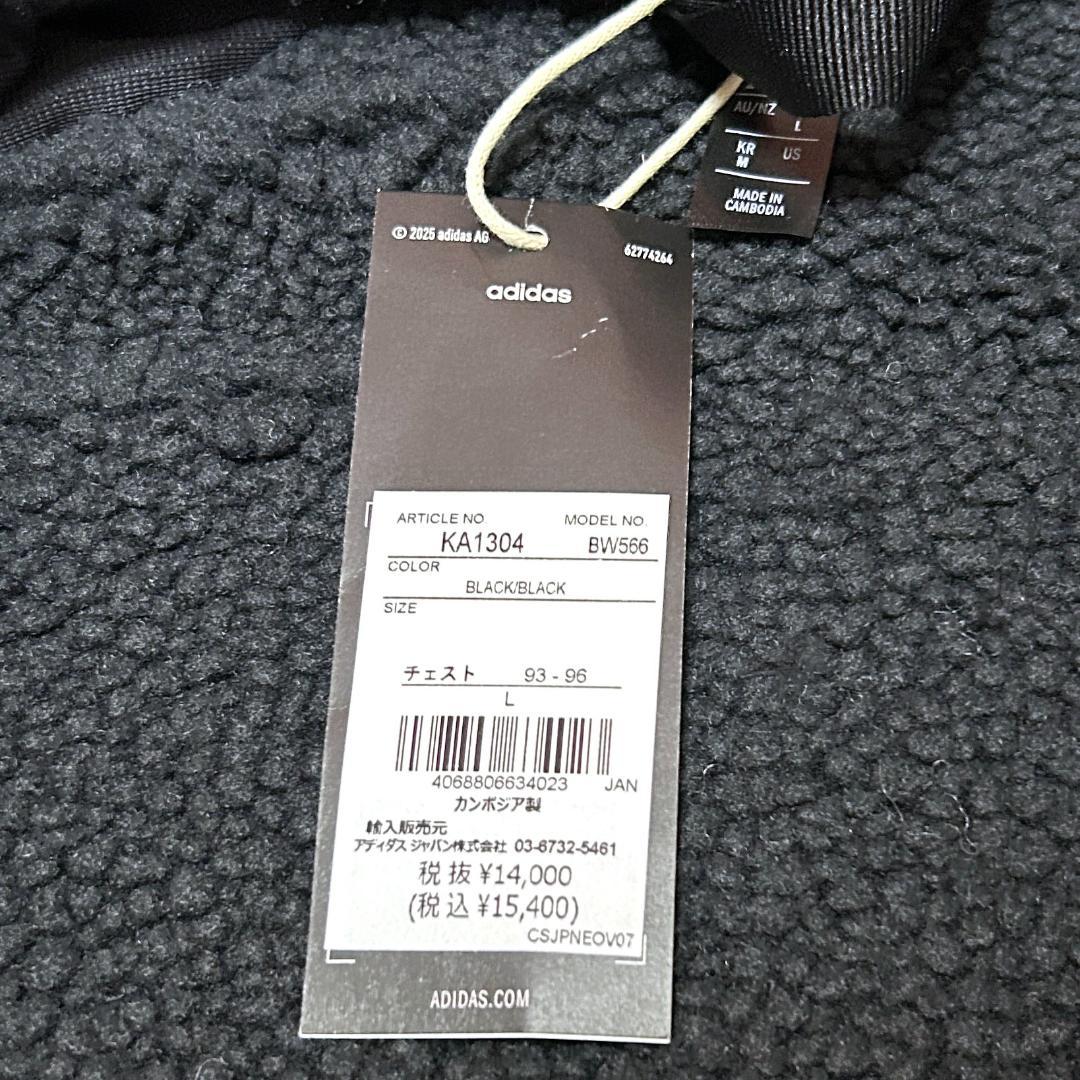 AU/NZ
L
KR US
M
MADE IN
CAMBODIA
© 2025 adidas AG
62774264
adidas
ARTICLE NO. MODEL NO.
KA1304 BW566
COLOR
BLACK/BLACK
SIZE
チェスト 93 - 96
L
4068806634023 JAN
カンボジア製
輸入販売元
アディダス ジャパン株式会社 03-6732-5461
税抜 ¥14,000
(税込 ¥15,400)
CSJPNEOV07
ADIDAS.COM